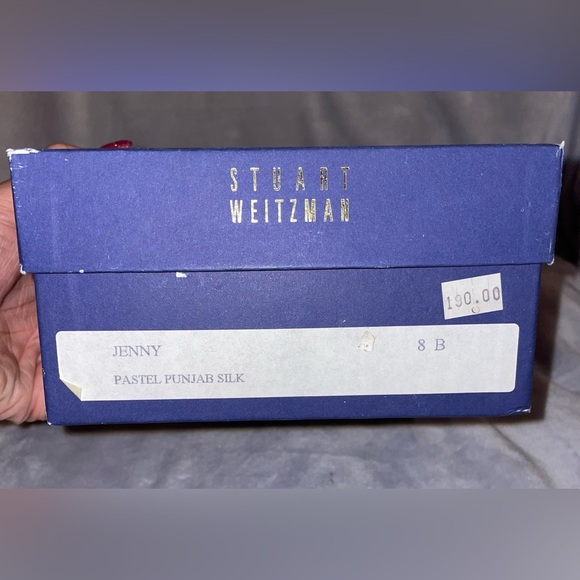 STUART
WEITZMAN
190.00
JENNY 8 B
PASTEL PUNJAB SILK